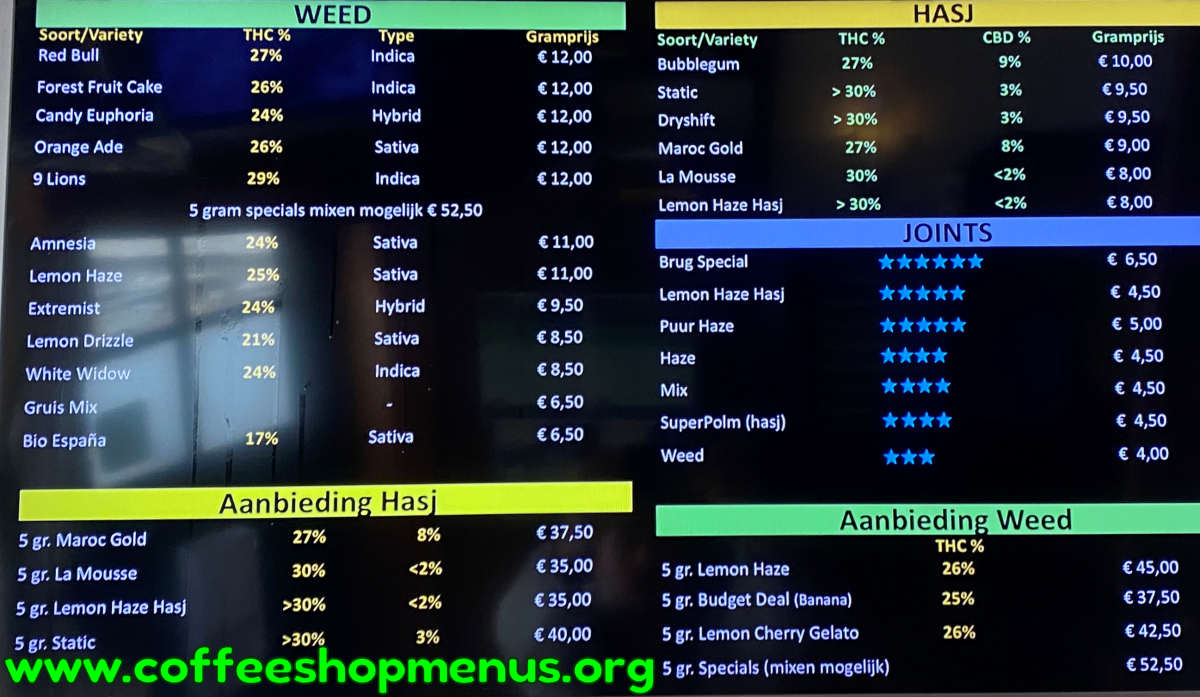 WEED
Soort/Variety THC % Type Gramprijs
Red Bull 27% Indica € 12,00
Forest Fruit Cake 26% Indica € 12,00
Candy Euphoria 24% Hybrid € 12,00
Orange Ade 26% Sativa € 12,00
9 Lions 29% Indica € 12,00
5 gram specials mixen mogelijk € 52,50
Amnesia 24% Sativa € 11,00
Lemon Haze 25% Sativa € 11,00
Extremist 24% Hybrid € 9,50
Lemon Drizzle 21% Sativa € 8,50
White Widow 24% Indica € 8,50
Gruis Mix - € 6,50
Bio España 17% Sativa € 6,50
Aanbieding Hasj
5 gr. Maroc Gold 27% 8% € 37,50
5 gr. La Mousse 30% <2% € 35,00
5 gr. Lemon Haze Hasj >30% <2% € 35,00
5 gr. Static >30% 3% € 40,00
HASJ
Soort/Variety THC % CBD % Gramprijs
Bubblegum 27% 9% € 10,00
Static > 30% 3% € 9,50
Dryshift > 30% 3% € 9,50
Maroc Gold 27% 8% € 9,00
La Mousse 30% <2% € 8,00
Lemon Haze Hasj > 30% <2% € 8,00
JOINTS
Brug Special ★★★★★★ € 6,50
Lemon Haze Hasj ★★★★★ € 4,50
Puur Haze ★★★★★ € 5,00
Haze ★★★★ € 4,50
Mix ★★★★ € 4,50
SuperPolm (hasj) ★★★★ € 4,50
Weed ★★★ € 4,00
Aanbieding Weed
THC %
5 gr. Lemon Haze 26% € 45,00
5 gr. Budget Deal (Banana) 25% € 37,50
5 gr. Lemon Cherry Gelato 26% € 42,50
5 gr. Specials (mixen mogelijk) € 52,50
www.coffeeshopmenus.org